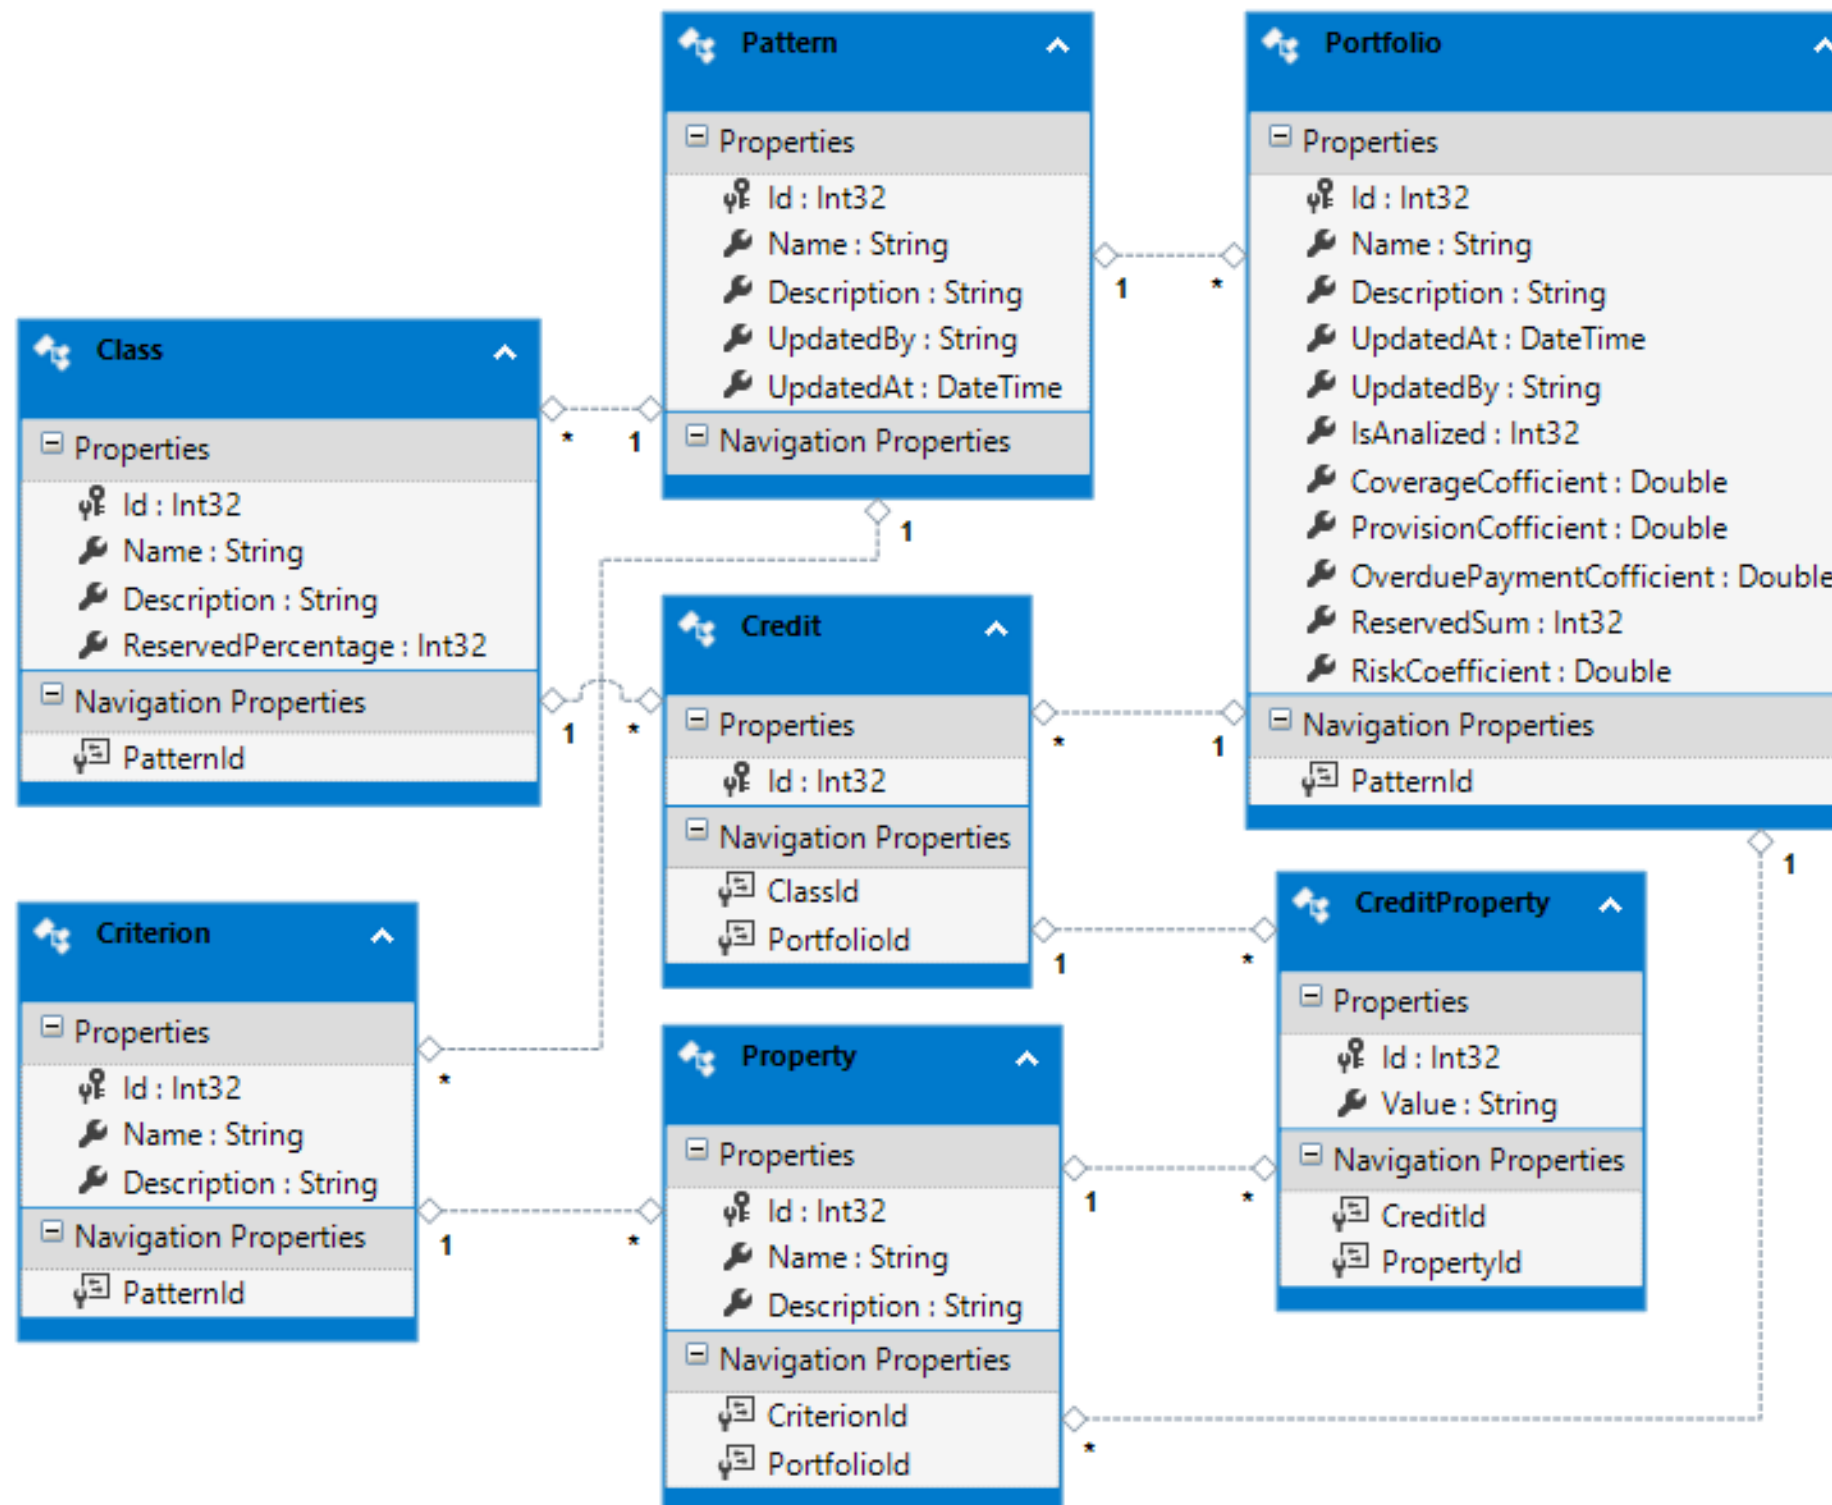 Pattern
Properties
Id : Int32
Name : String
Description : String
UpdatedBy : String
UpdatedAt : DateTime
Navigation Properties
1
*
1
*
1
Portfolio
Properties
Id : Int32
Name : String
Description : String
UpdatedAt : DateTime
UpdatedBy : String
IsAnalized : Int32
CoverageCofficient : Double
ProvisionCofficient : Double
OverduePaymentCofficient : Double
ReservedSum : Int32
RiskCoefficient : Double
Navigation Properties
PatternId
1
Class
Properties
Id : Int32
Name : String
Description : String
ReservedPercentage : Int32
Navigation Properties
PatternId
1
*
Credit
Properties
Id : Int32
Navigation Properties
ClassId
PortfolioId
*
1
1
*
CreditProperty
Properties
Id : Int32
Value : String
Navigation Properties
CreditId
PropertyId
Criterion
Properties
Id : Int32
Name : String
Description : String
Navigation Properties
PatternId
*
1
*
Property
Properties
Id : Int32
Name : String
Description : String
Navigation Properties
CriterionId
PortfolioId
1
*
*